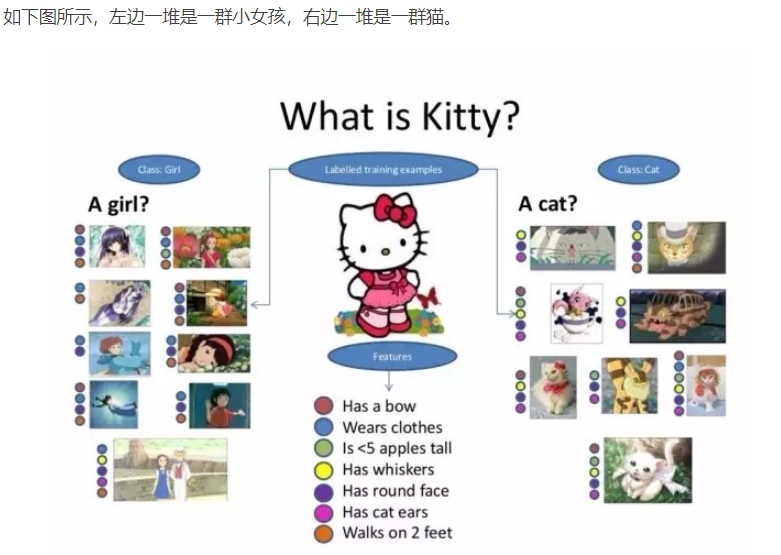 如下图所示，左边一堆是一群小女孩，右边一堆是一群猫。
What is Kitty?
Class: Girl
Labelled training examples
Class: Cat
A girl?
A cat?
Features
Has a bow
Wears clothes
Is <5 apples tall
Has whiskers
Has round face
Has cat ears
Walks on 2 feet